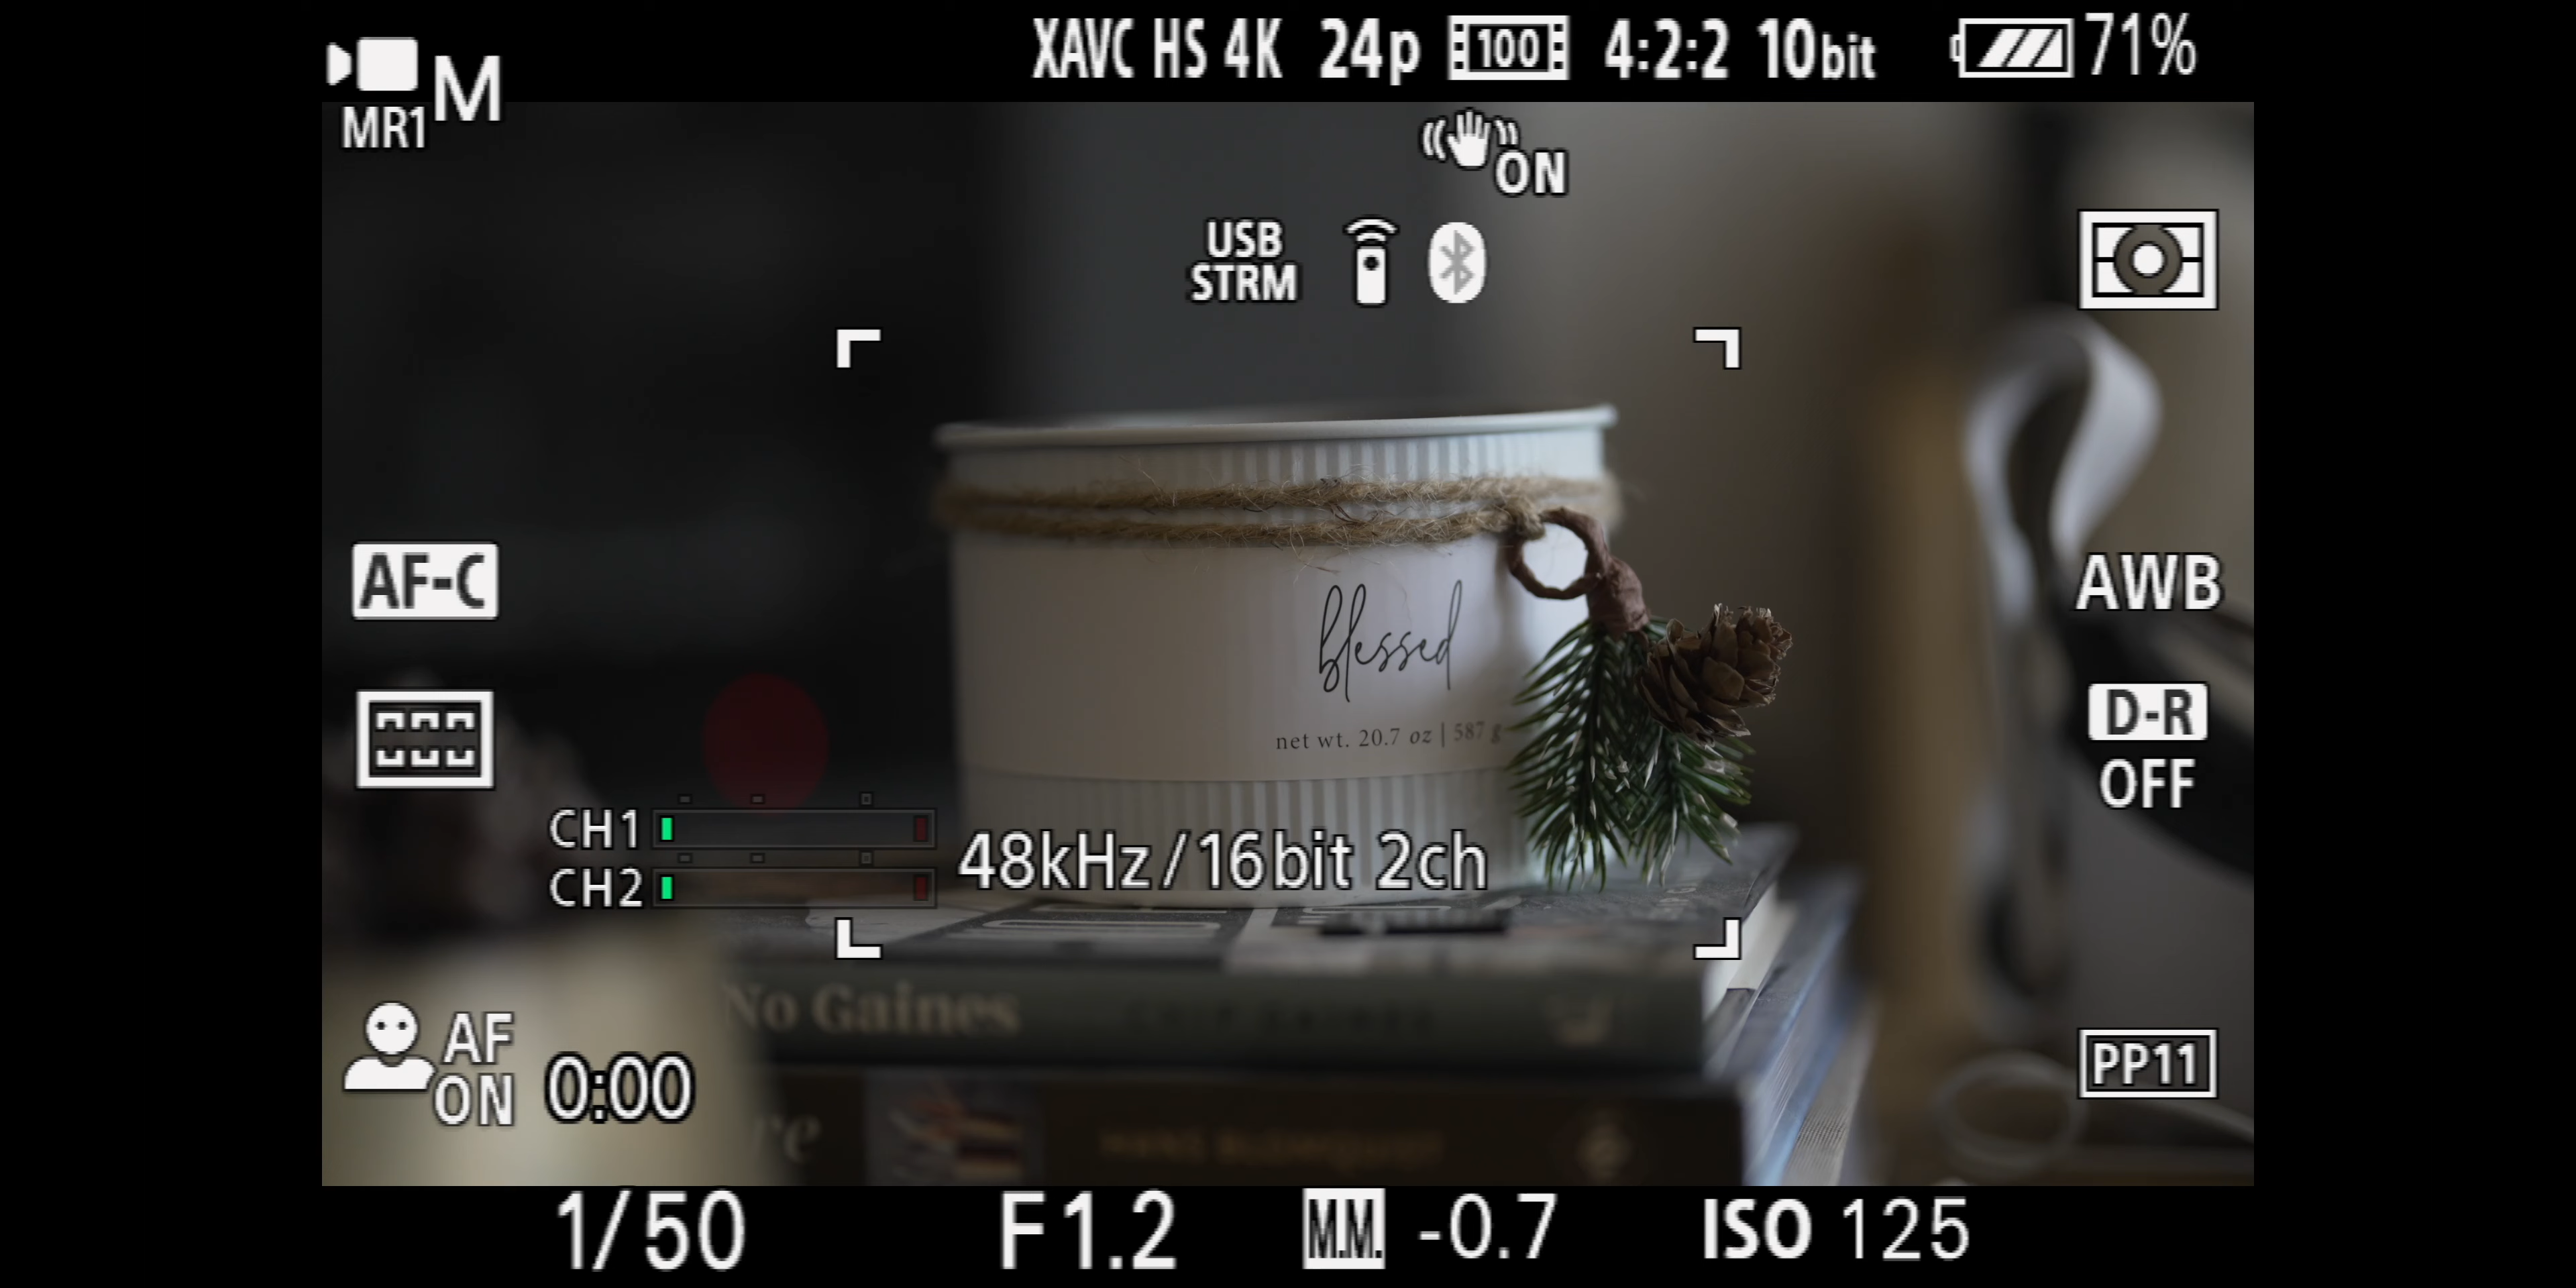 XAVC HS 4K 24p 100 4:2:2 10bit 71%
M
MR1
ON
USB
STRM
AF-C
AWB
blessed
net wt. 20.7 oz | 587 g
D-R
OFF
CH1
CH2
48kHz/16bit 2ch
No Gaines
AF
ON
0:00
PP11
re
1/50 F1.2 M.M. -0.7 ISO 125